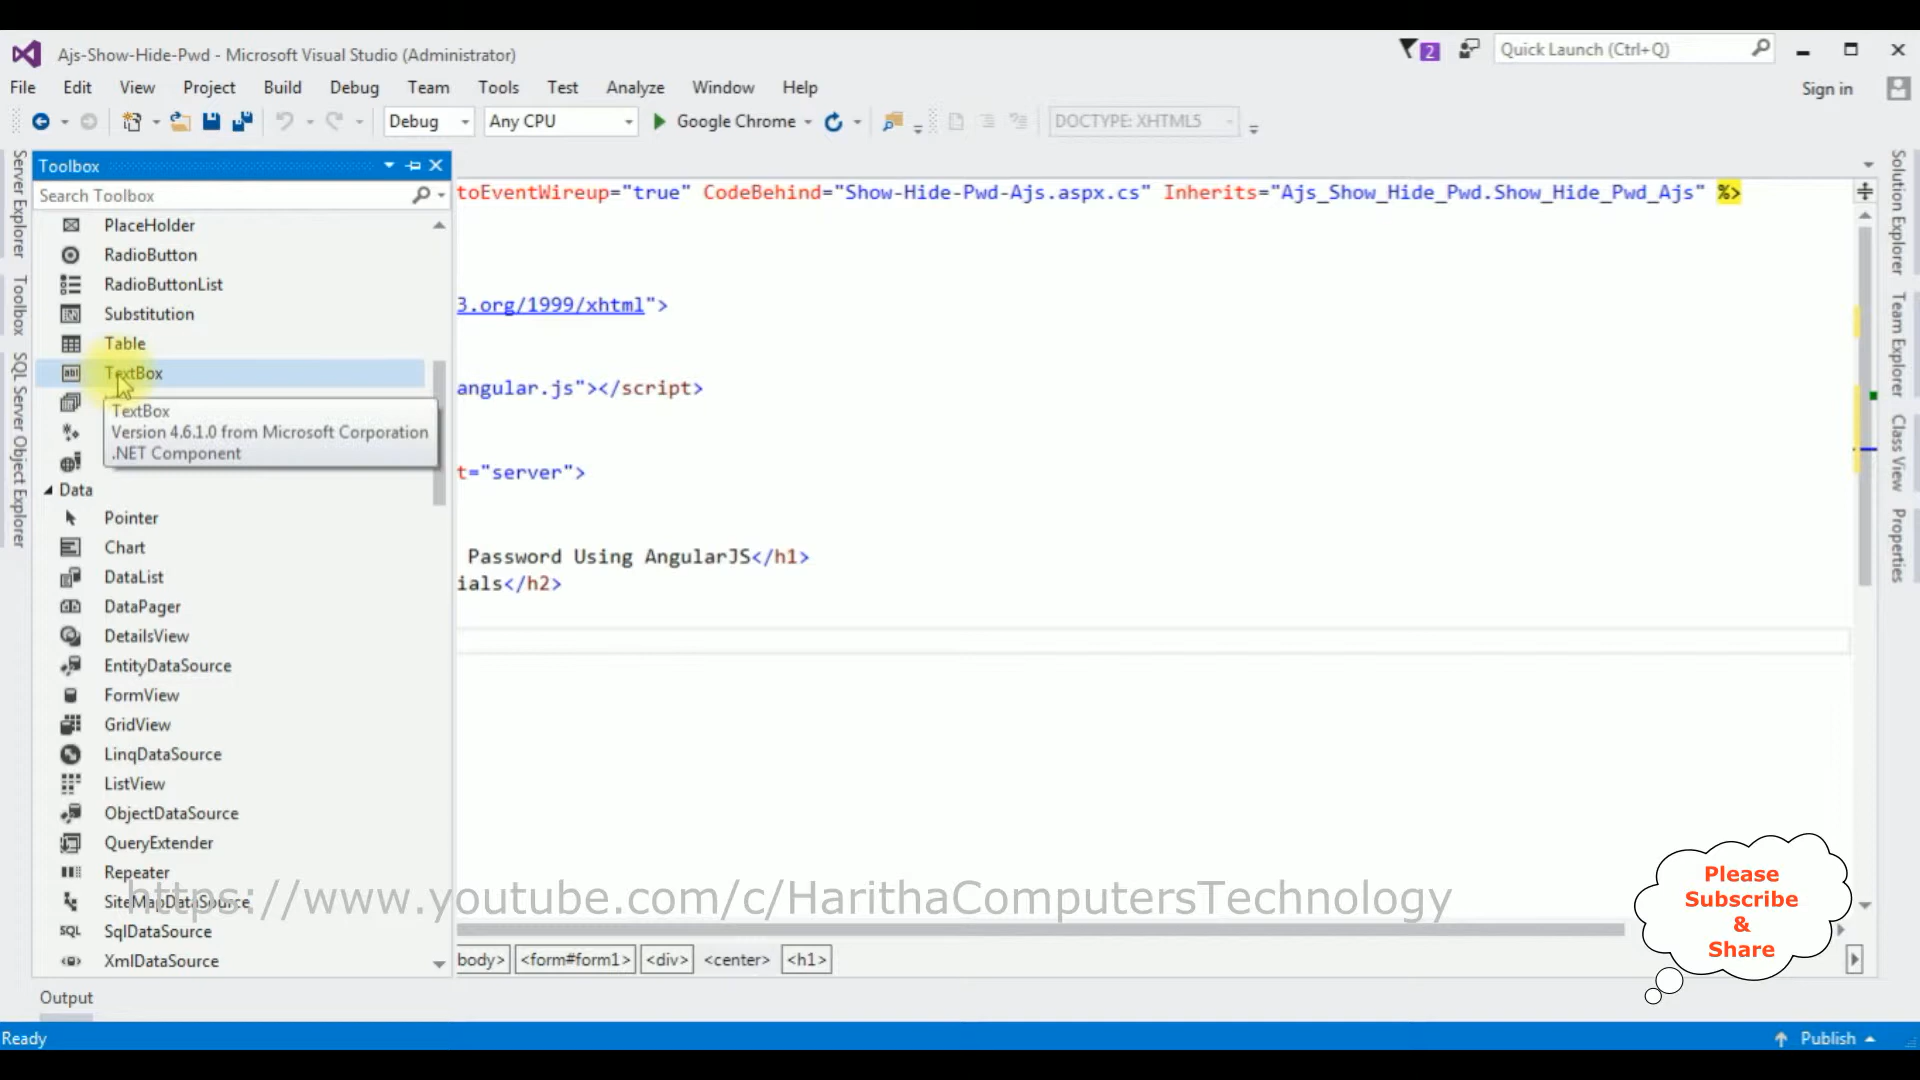 Ajs-Show-Hide-Pwd - Microsoft Visual Studio (Administrator)
2
Quick Launch (Ctrl+Q)
File Edit View Project Build Debug Team Tools Test Analyze Window Help
Sign in
Debug Any CPU Google Chrome DOCTYPE: XHTML5
Server Explorer
Toolbox
SQL Server Object Explorer
Toolbox
Search Toolbox
PlaceHolder
RadioButton
RadioButtonList
Substitution
Table
TextBox
TextBox
Version 4.6.1.0 from Microsoft Corporation
.NET Component
Data
Pointer
Chart
DataList
DataPager
DetailsView
EntityDataSource
FormView
GridView
LinqDataSource
ListView
ObjectDataSource
QueryExtender
Repeater
SiteMapDataSource
SQL SqlDataSource
XmlDataSource
toEventWireup="true" CodeBehind="Show-Hide-Pwd-Ajs.aspx.cs" Inherits="Ajs_Show_Hide_Pwd.Show_Hide_Pwd_Ajs" %>
3.org/1999/xhtml">
angular.js"></script>
t="server">
Password Using AngularJS</h1>
ials</h2>
https://www.youtube.com/c/HarithaComputersTechnology
body> <form#form1> <div> <center> <h1>
Solution Explorer
Team Explorer
Class View
Properties
Please
Subscribe
&
Share
Output
Ready
Publish